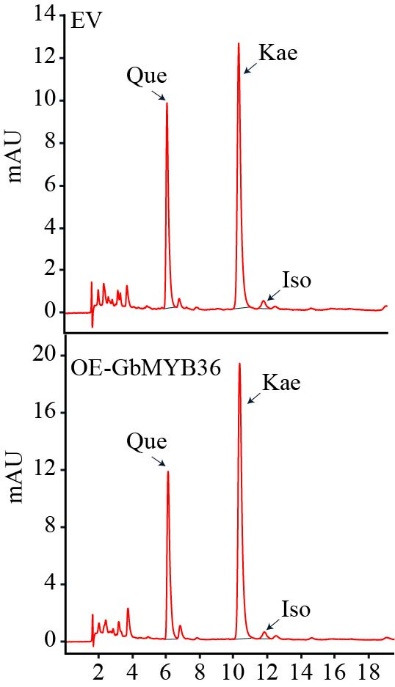 14
EV
12
Kae
Que
10
8
mAU
6
4
2
Iso
0
20
OE-GbMYB36
Kae
16
Que
12
mAU
8
4
Iso
0
2 4 6 8 10 12 14 16 18